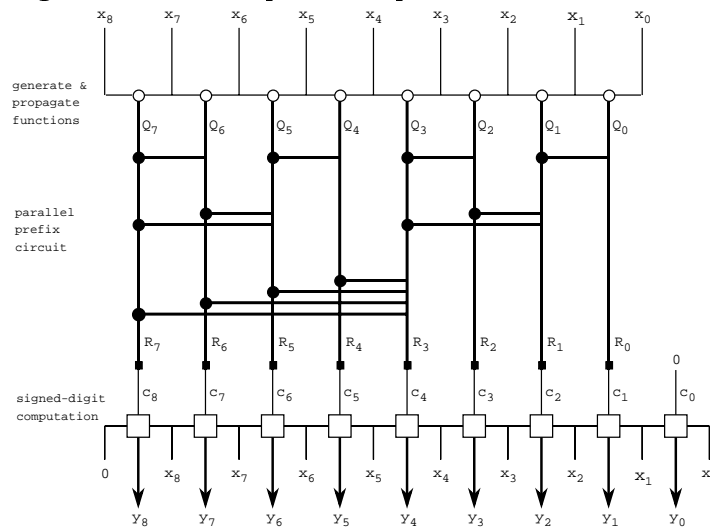 x8 x7 x6 x5 x4 x3 x2 x1 x0
generate &
propagate
functions
Q7 Q6 Q5 Q4 Q3 Q2 Q1 Q0
parallel
prefix
circuit
R7 R6 R5 R4 R3 R2 R1 R0
0
signed-digit
computation
c8 c7 c6 c5 c4 c3 c2 c1 c0
0 x8 x7 x6 x5 x4 x3 x2 x1 x
y8 y7 y6 y5 y4 y3 y2 y1 y0